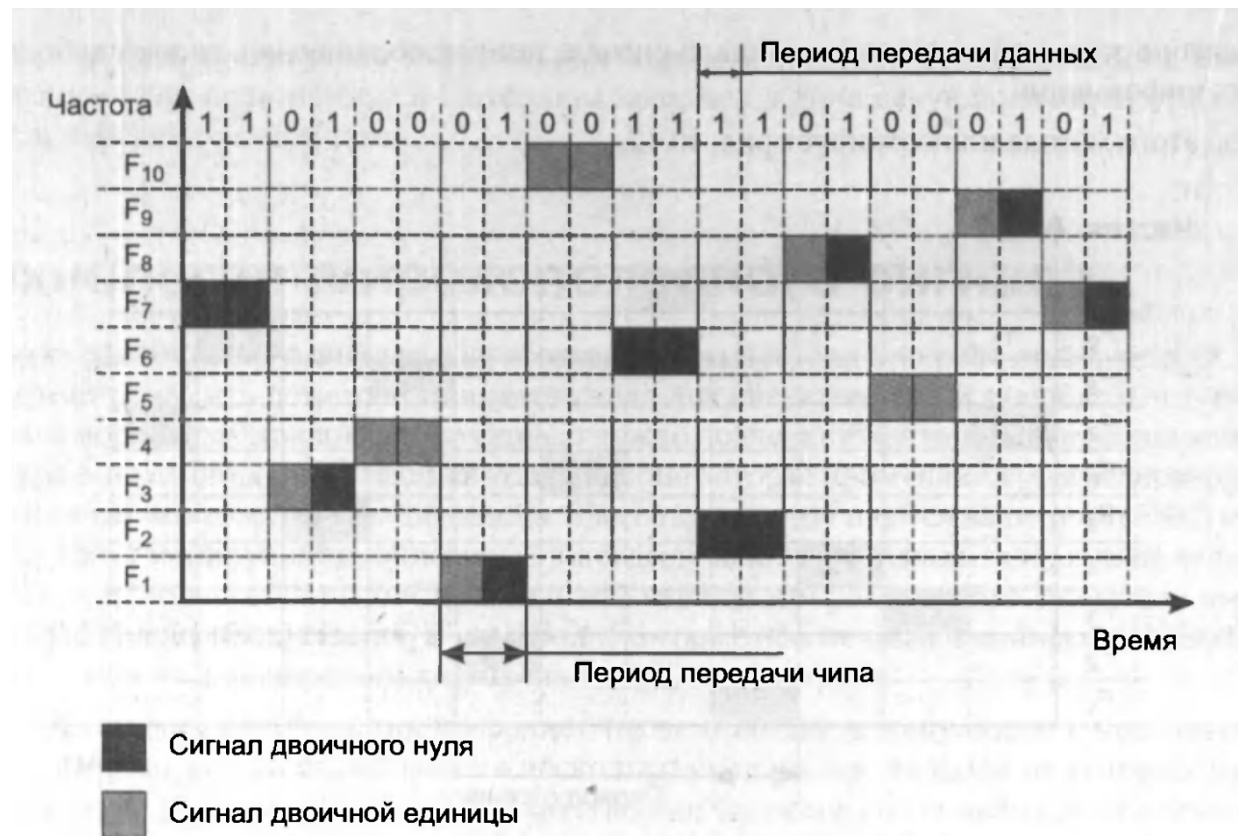 Период передачи данных
Частота
1 1 0 1 0 0 0 1 0 0 1 1 1 1 0 1 0 0 0 1 0 1
F10
F9
F8
F7
F6
F5
F4
F3
F2
F1
Время
Период передачи чипа
Сигнал двоичного нуля
Сигнал двоичной единицы